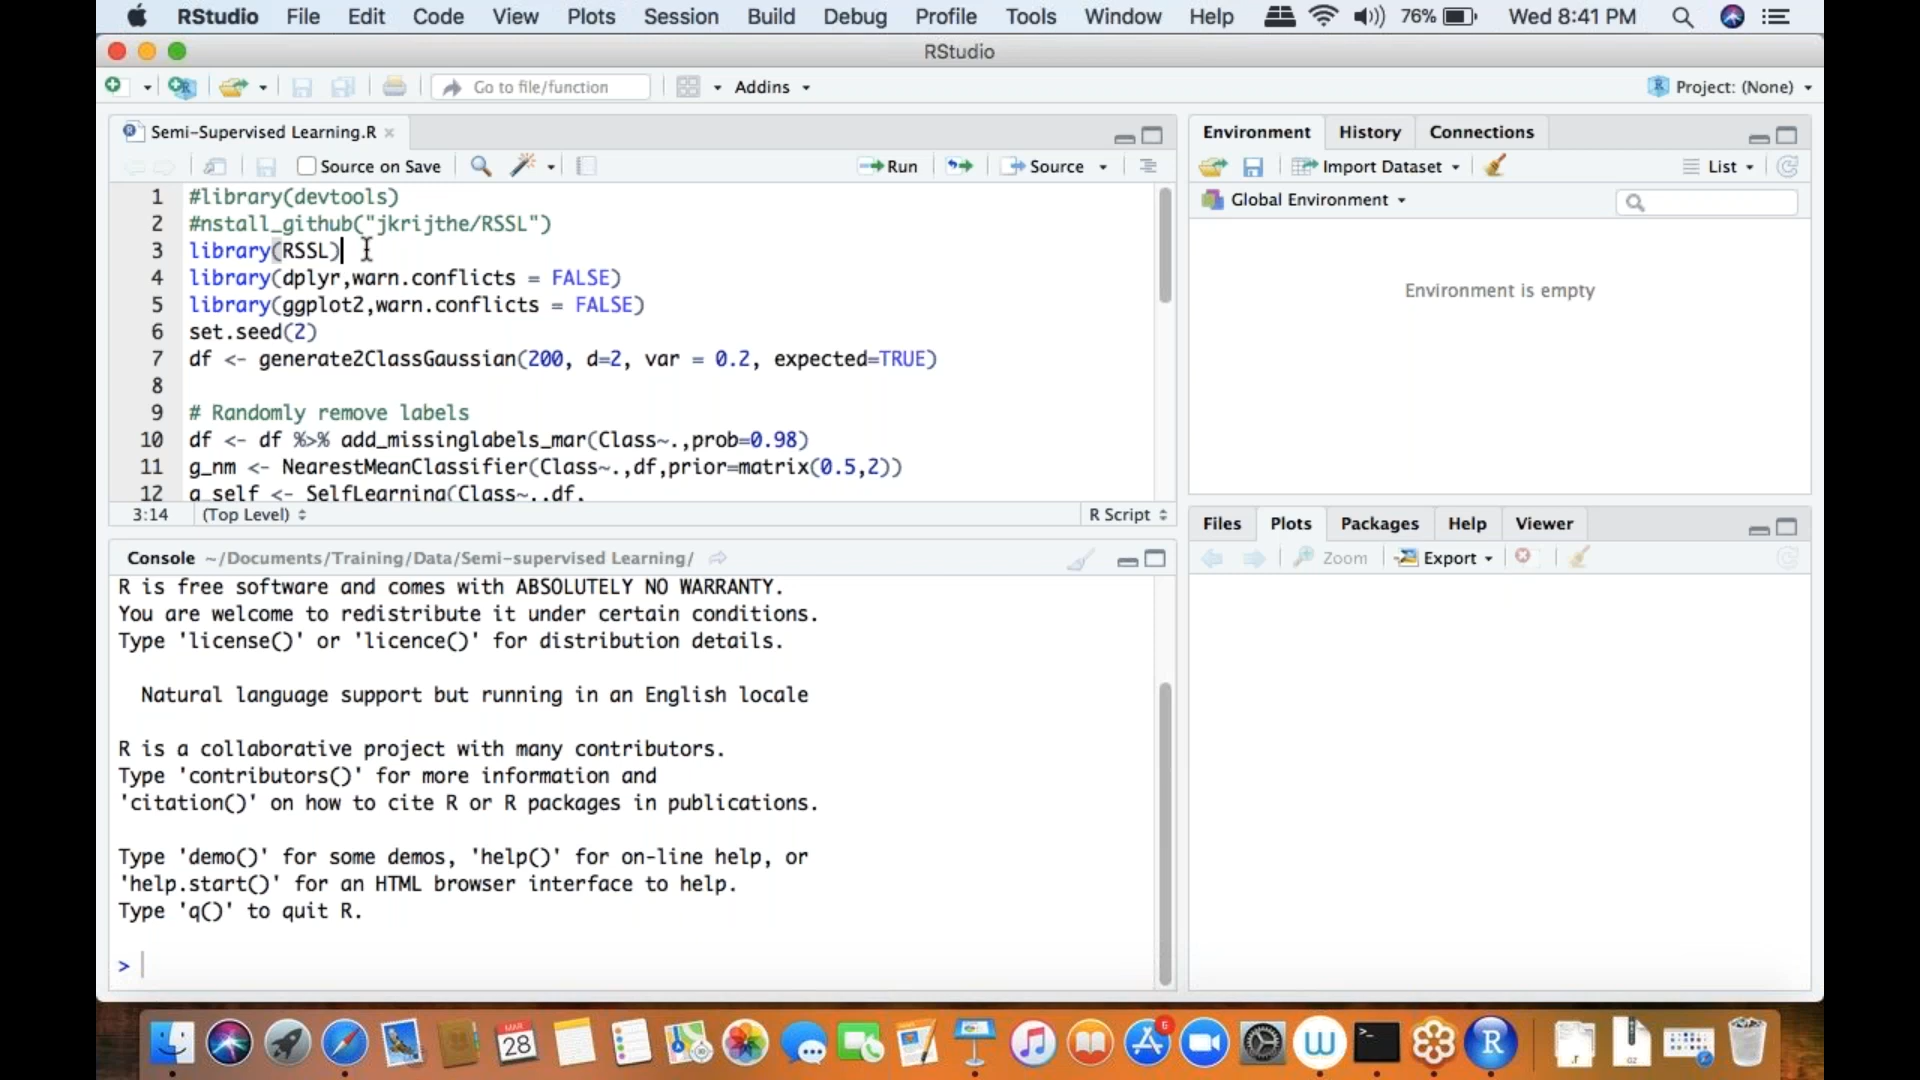 RStudio File Edit Code View Plots Session Build Debug Profile Tools Window Help 76% Wed 8:41 PM
RStudio
Go to file/function Addins Project: (None)
Semi-Supervised Learning.R
Source on Save Run Source
1 #library(devtools)
2 #nstall_github("jkrijthe/RSSL")
3 library(RSSL)
4 library(dplyr,warn.conflicts = FALSE)
5 library(ggplot2,warn.conflicts = FALSE)
6 set.seed(2)
7 df <- generate2ClassGaussian(200, d=2, var = 0.2, expected=TRUE)
8
9 # Randomly remove labels
10 df <- df %>% add_missinglabels_mar(Class~.,prob=0.98)
11 g_nm <- NearestMeanClassifier(Class~.,df,prior=matrix(0.5,2))
12 g_self <- SelfLearning(Class~.,df,
3:14 (Top Level) R Script
Console ~/Documents/Training/Data/Semi-supervised Learning/
R is free software and comes with ABSOLUTELY NO WARRANTY.
You are welcome to redistribute it under certain conditions.
Type 'license()' or 'licence()' for distribution details.
Natural language support but running in an English locale
R is a collaborative project with many contributors.
Type 'contributors()' for more information and
'citation()' on how to cite R or R packages in publications.
Type 'demo()' for some demos, 'help()' for on-line help, or
'help.start()' for an HTML browser interface to help.
Type 'q()' to quit R.
>
Environment History Connections
Import Dataset List
Global Environment
Environment is empty
Files Plots Packages Help Viewer
Zoom Export
MAR
28
6
W
>_
R
.r
GZ